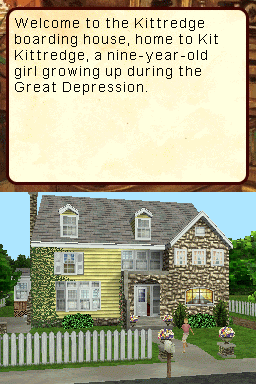 Welcome to the Kittredge
boarding house, home to Kit
Kittredge, a nine-year-old
girl growing up during the
Great Depression.